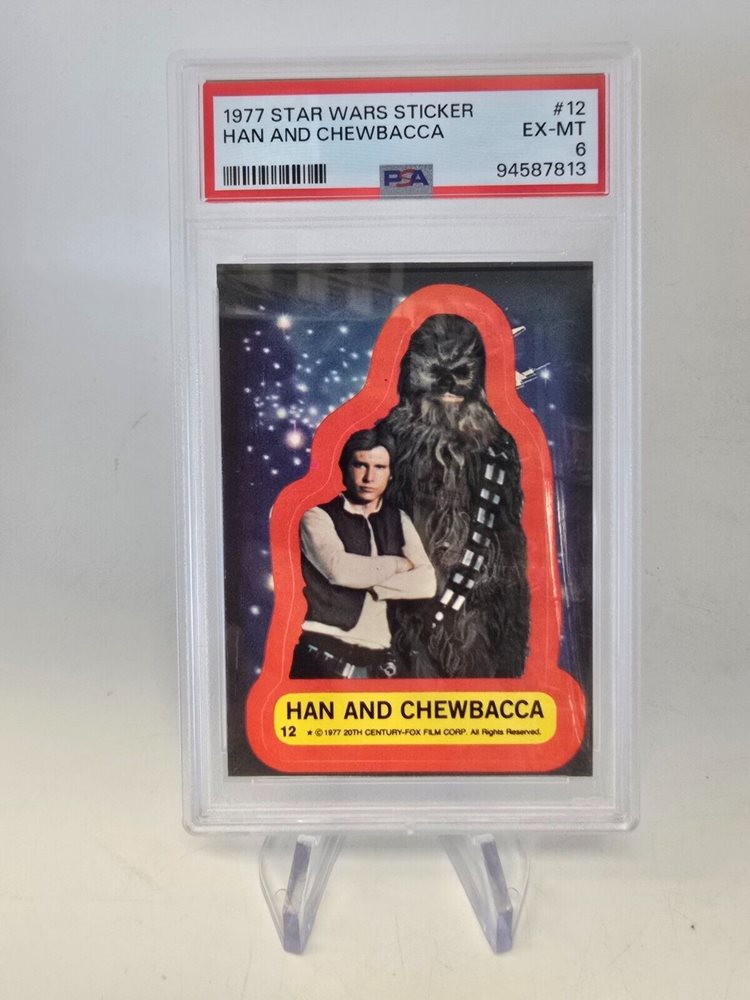 1977 STAR WARS STICKER #12
HAN AND CHEWBACCA EX-MT
6
PSA 94587813
HAN AND CHEWBACCA
12 ★ © 1977 20TH CENTURY-FOX FILM CORP. All Rights Reserved.